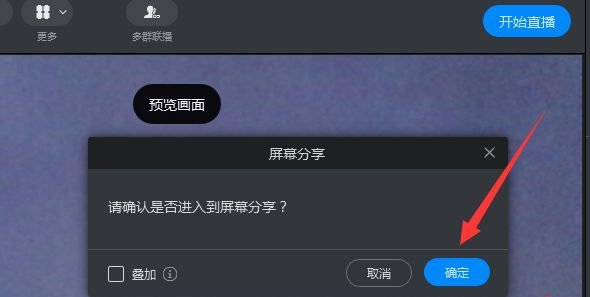 更多
多群联播
开始直播
预览画面
屏幕分享
请确认是否进入到屏幕分享？
叠加
取消
确定